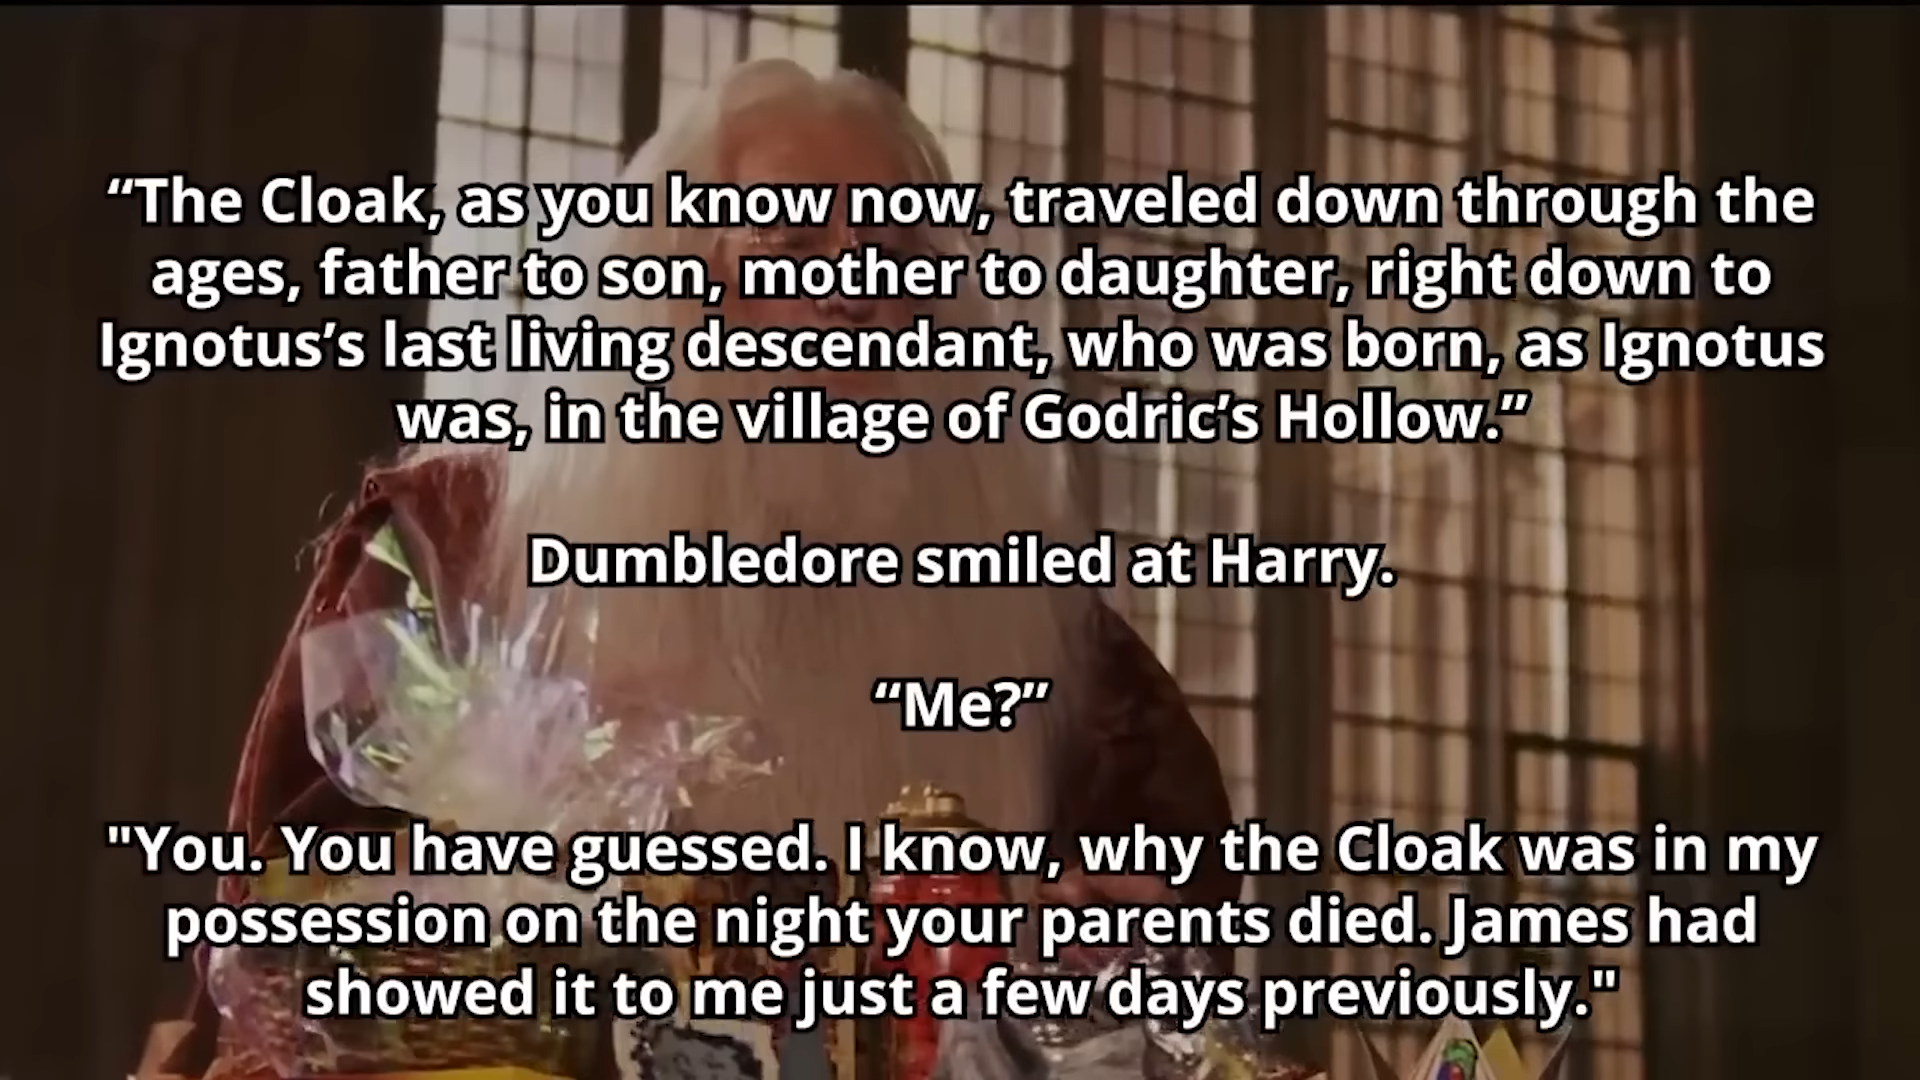 “The Cloak, as you know now, traveled down through the
ages, father to son, mother to daughter, right down to
Ignotus’s last living descendant, who was born, as Ignotus
was, in the village of Godric’s Hollow.”
Dumbledore smiled at Harry.
“Me?”
"You. You have guessed. I know, why the Cloak was in my
possession on the night your parents died. James had
showed it to me just a few days previously."